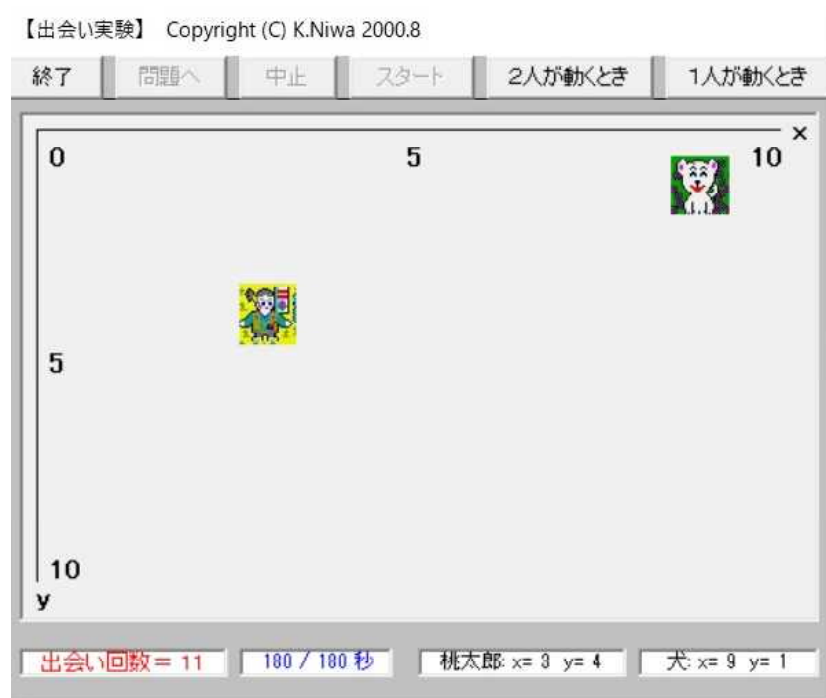 【出会い実験】 Copyright (C) K.Niwa 2000.8
終了 問題へ 中止 スタート 2人が動くとき 1人が動くとき
x
0 5 10
5
10
y
出会い回数= 11 180 / 180 秒 桃太郎: x= 3 y= 4 犬: x= 9 y= 1